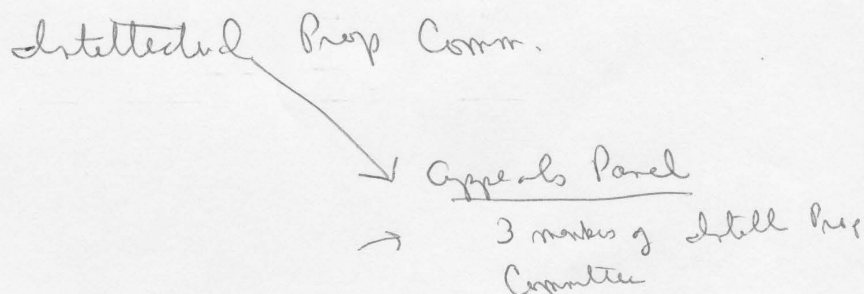 Intellectual Prop Comm.
Appeals Panel
3 members of Intell Prop
Committee